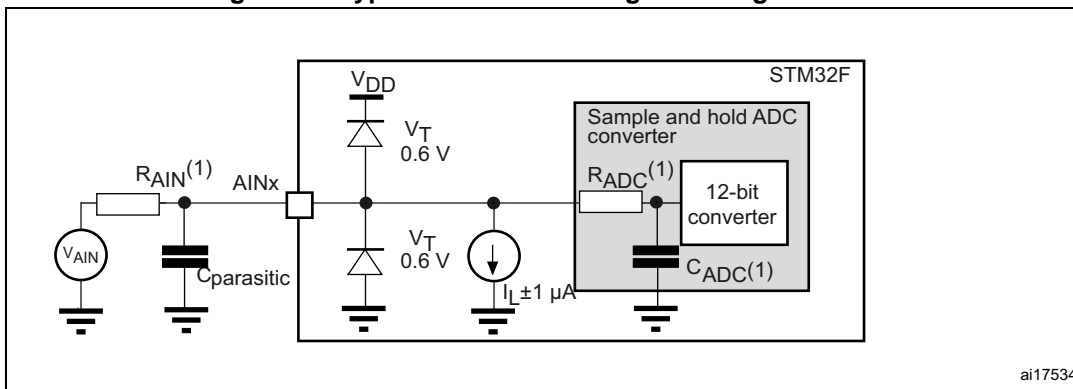 STM32F
VDD
Sample and hold ADC
converter
VT
0.6 V
RAIN(1)
AINx
RADC(1)
12-bit
converter
VAIN
Cparasitic
VT
0.6 V
IL±1 µA
CADC(1)
ai17534